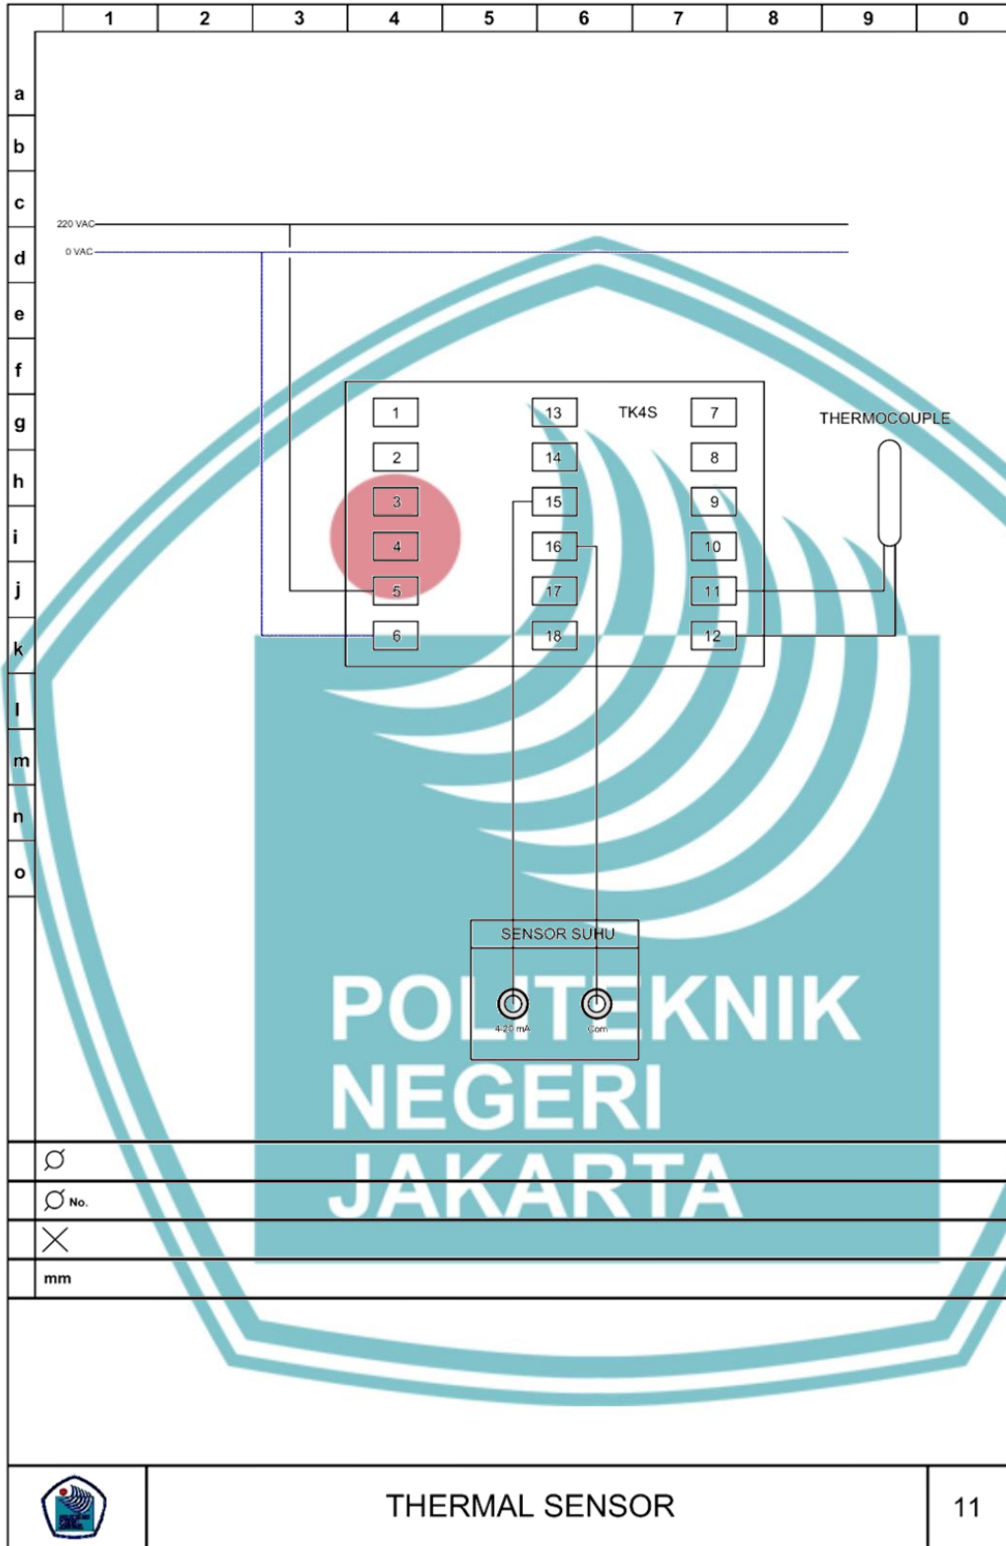 1 2 3 4 5 6 7 8 9 0
a
b
c
220 VAC
d
0 VAC
e
f
g
1 13 TK4S 7
THERMOCOUPLE
2 14 8
h
3 15 9
i
4 16 10
j
5 17 11
k
6 18 12
l
m
n
o
SENSOR SUHU
4-20 mA Com
POLITEKNIK
NEGERI
JAKARTA
No.
mm
THERMAL SENSOR
11